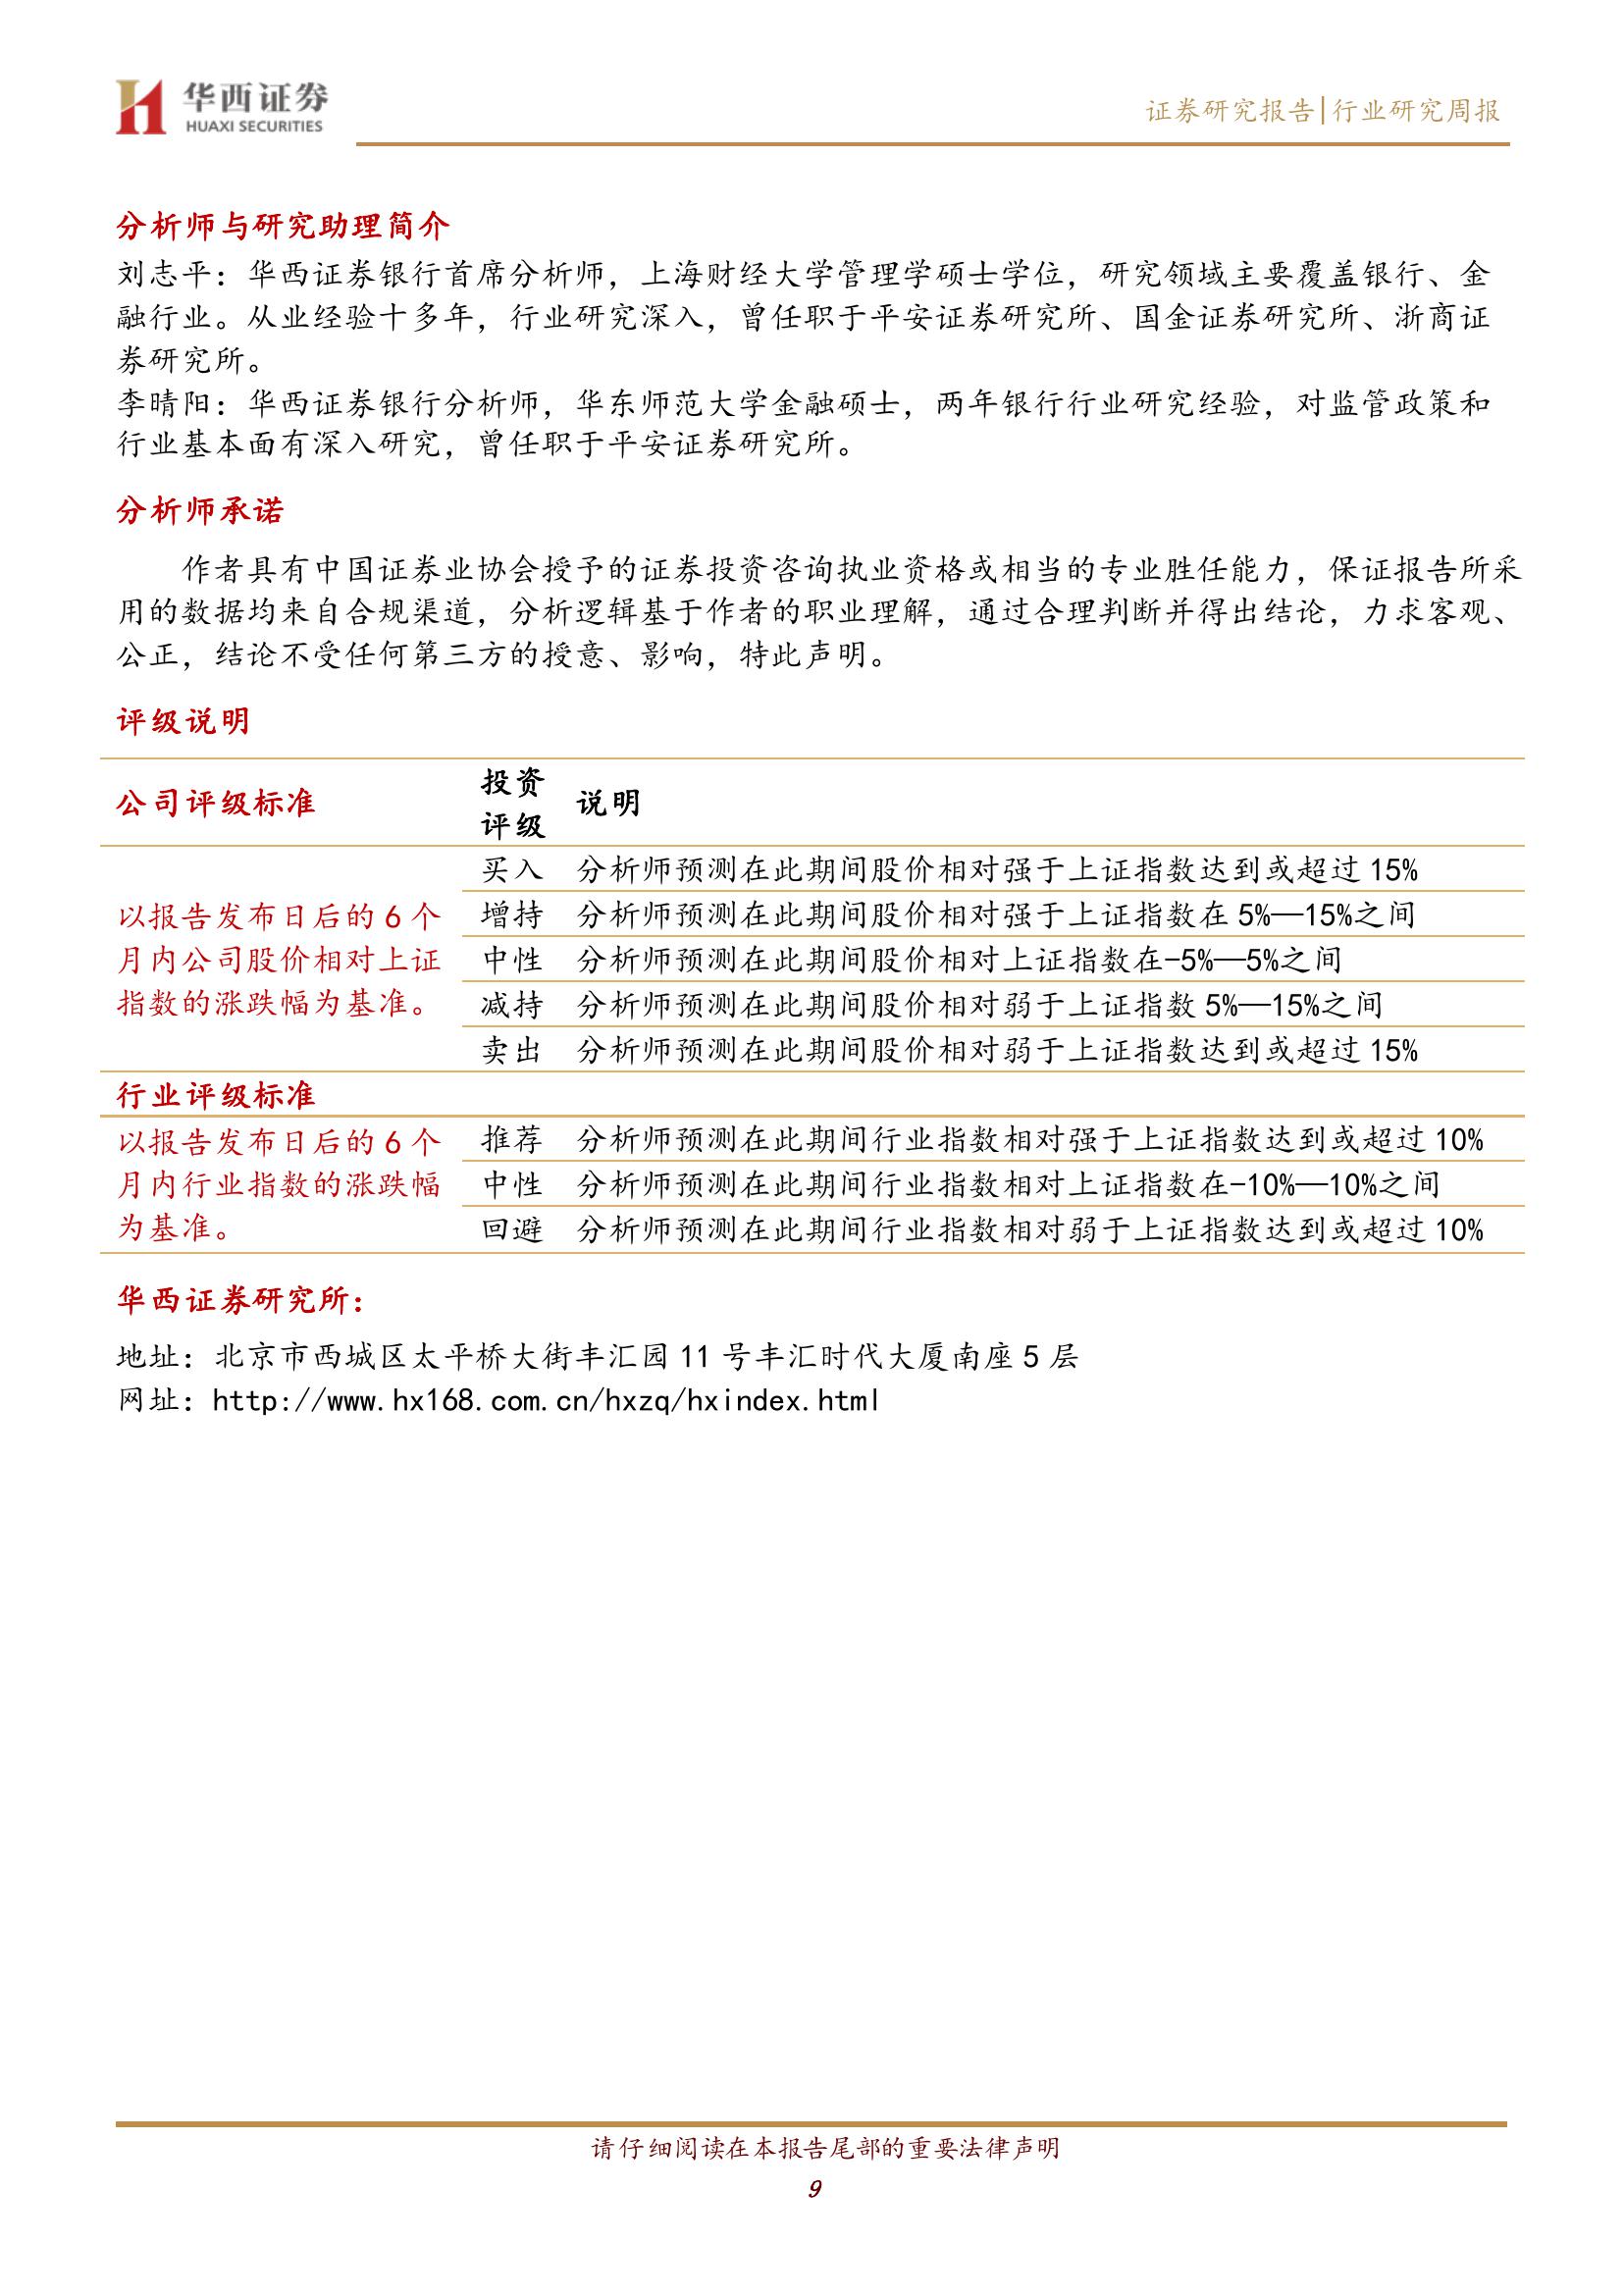 华西证券
HUAXI SECURITIES
证券研究报告|行业研究周报
分析师与研究助理简介
刘志平：华西证券银行首席分析师，上海财经大学管理学硕士学位，研究领域主要覆盖银行、金
融行业。从业经验十多年，行业研究深入，曾任职于平安证券研究所、国金证券研究所、浙商证
券研究所。
李晴阳：华西证券银行分析师，华东师范大学金融硕士，两年银行行业研究经验，对监管政策和
行业基本面有深入研究，曾任职于平安证券研究所。
分析师承诺
作者具有中国证券业协会授予的证券投资咨询执业资格或相当的专业胜任能力，保证报告所采
用的数据均来自合规渠道，分析逻辑基于作者的职业理解，通过合理判断并得出结论，力求客观、
公正，结论不受任何第三方的授意、影响，特此声明。
评级说明
公司评级标准
投资
评级
说明
以报告发布日后的 6 个
月内公司股价相对上证
指数的涨跌幅为基准。
买入 分析师预测在此期间股价相对强于上证指数达到或超过 15%
增持 分析师预测在此期间股价相对强于上证指数在 5%—15%之间
中性 分析师预测在此期间股价相对上证指数在-5%—5%之间
减持 分析师预测在此期间股价相对弱于上证指数 5%—15%之间
卖出 分析师预测在此期间股价相对弱于上证指数达到或超过 15%
行业评级标准
以报告发布日后的 6 个
月内行业指数的涨跌幅
为基准。
推荐 分析师预测在此期间行业指数相对强于上证指数达到或超过 10%
中性 分析师预测在此期间行业指数相对上证指数在-10%—10%之间
回避 分析师预测在此期间行业指数相对弱于上证指数达到或超过 10%
华西证券研究所：
地址：北京市西城区太平桥大街丰汇园 11 号丰汇时代大厦南座 5 层
网址：http://www.hx168.com.cn/hxzq/hxindex.html
请仔细阅读在本报告尾部的重要法律声明
9